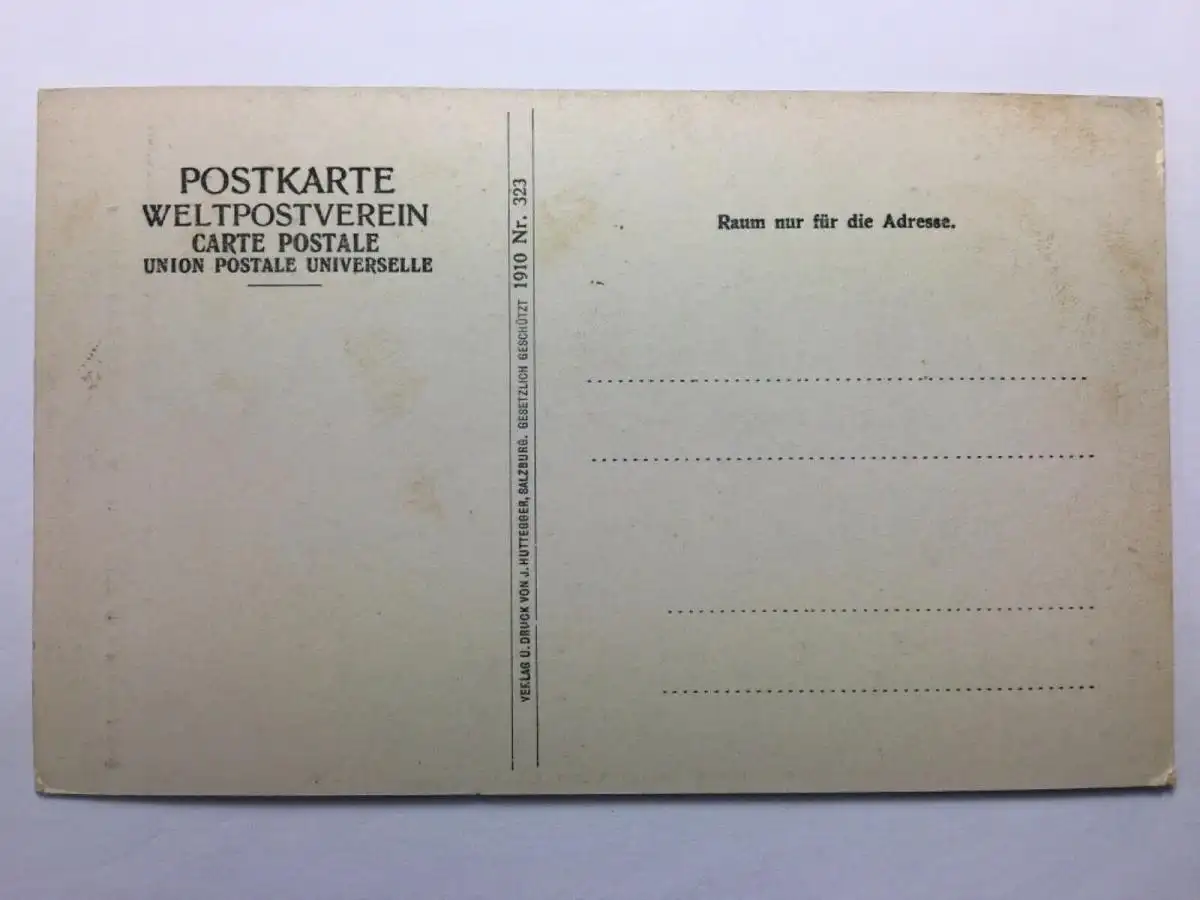 POSTKARTE
WELTPOSTVEREIN
CARTE POSTALE
UNION POSTALE UNIVERSELLE
VERLAG U. DRUCK VON J. HUTTEGGER, SALZBURG. GESETZLICH GESCHÜTZT 1910 Nr. 323
Raum nur für die Adresse.